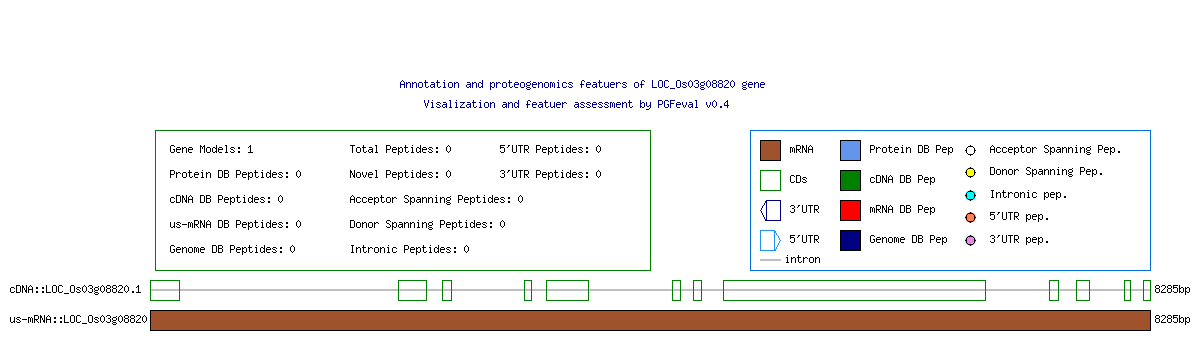 Annotation and proteogenomics featuers of LOC_Os03g08820 gene
Visalization and featuer assessment by PGFeval v0.4
Gene Models: 1 Total Peptides: 0 5'UTR Peptides: 0
Protein DB Peptides: 0 Novel Peptides: 0 3'UTR Peptides: 0
cDNA DB Peptides: 0 Acceptor Spanning Peptides: 0
us-mRNA DB Peptides: 0 Donor Spanning Peptides: 0
Genome DB Peptides: 0 Intronic Peptides: 0
mRNA Protein DB Pep Acceptor Spanning Pep.
CDs cDNA DB Pep Donor Spanning Pep.
3'UTR mRNA DB Pep Intronic pep.
5'UTR Genome DB Pep 5'UTR pep.
intron 3'UTR pep.
cDNA::LOC_Os03g08820.1 8285bp
us-mRNA::LOC_Os03g08820 8285bp